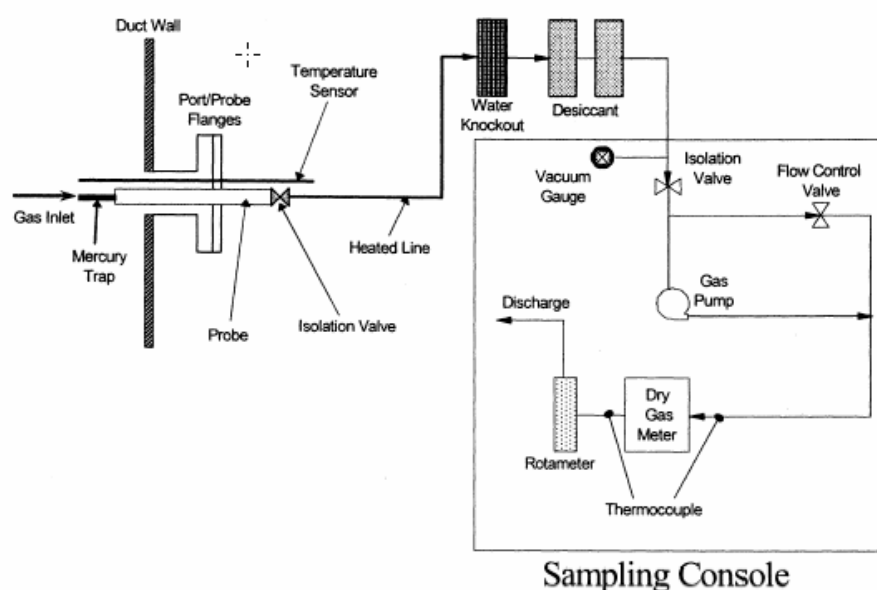 Duct Wall
Port/Probe
Flanges
Temperature
Sensor
Gas Inlet
Mercury
Trap
Probe
Isolation Valve
Heated Line
Water
Knockout
Desiccant
Vacuum
Gauge
Isolation
Valve
Flow Control
Valve
Gas
Pump
Discharge
Dry
Gas
Meter
Rotameter
Thermocouple
Sampling Console